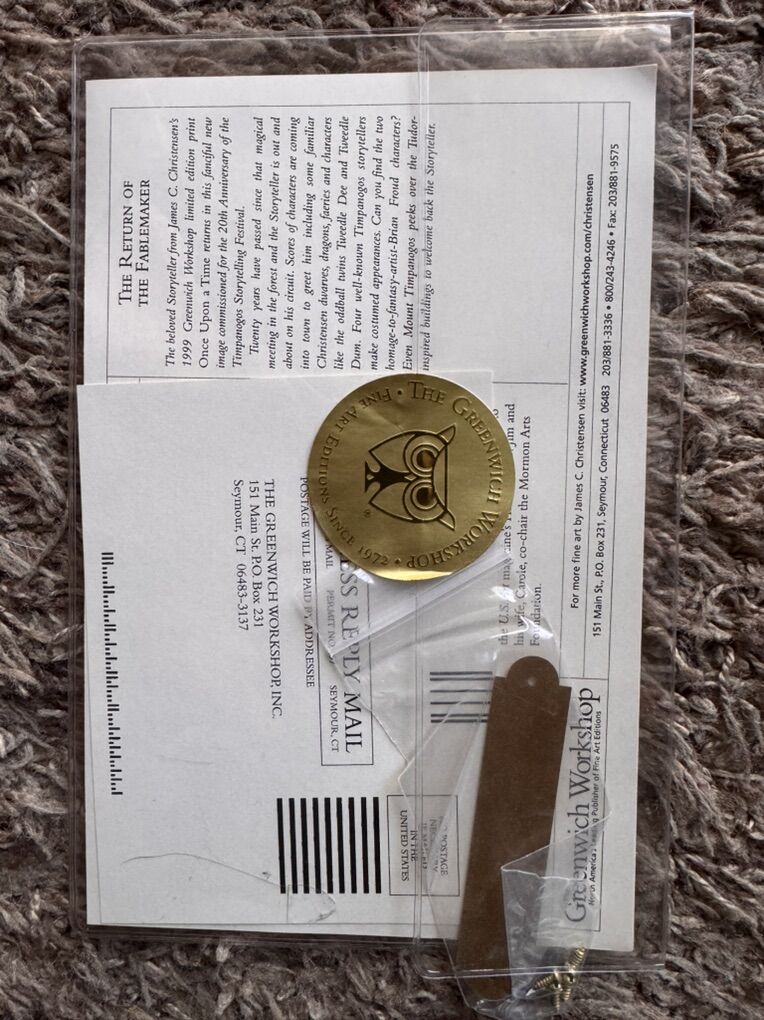 THE RETURN OF
THE FABLEMAKER
The beloved Storyteller from James C. Christensen's
1999 Greenwich Workshop limited edition print
Once Upon a Time returns in this fanciful new
image commissioned for the 20th Anniversary of the
Timpanogos Storytelling Festival.
Twenty years have passed since that magical
meeting in the forest and the Storyteller is out and
about on his circuit. Scores of characters are coming
into town to greet him including some familiar
Christensen dwarves, dragons, faeries and characters
like the oddball twins Tweedle Dee and Tweedle
Dum. Four well-known Timpanogos storytellers
make costumed appearances. Can you find the two
homage-to-fantasy-artist-Brian Froud characters?
Even Mount Timpanogos peeks over the Tudor-
inspired buildings to welcome back the Storyteller.
and
the U.S.
his wife, Carole, co-chair the Mormon Arts
Foundation.
For more fine art by James C. Christensen visit: www.greenwichworkshop.com/christensen
151 Main St., P.O. Box 231, Seymour, Connecticut 06483 203/881-3336 • 800/243-4246 • Fax: 203/881-9575
Greenwich Workshop
North America's Leading Publisher of Fine Art Editions
THE GREENWICH WORKSHOP •
FINE ART EDITIONS SINCE 1972 •
®
REPLY MAIL
MAIL PERMIT NO. SEYMOUR, CT
POSTAGE WILL BE PAID BY ADDRESSEE
THE GREENWICH WORKSHOP, INC.
151 Main St. P.O. Box 231
Seymour, CT 06483-3137
POSTAGE
IN THE
UNITED STATES